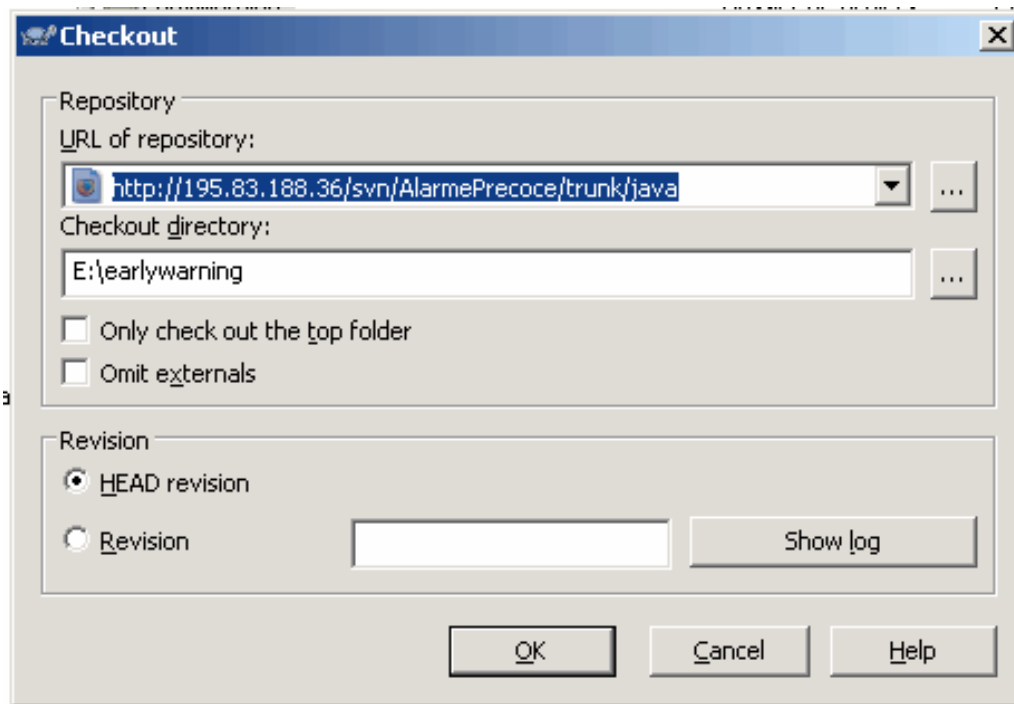 Checkout
Repository
URL of repository:
http://195.83.188.36/svn/AlarmePrecoce/trunk/java
...
Checkout directory:
E:\earlywarning
...
Only check out the top folder
Omit externals
a
Revision
HEAD revision
Revision
Show log
OK
Cancel
Help